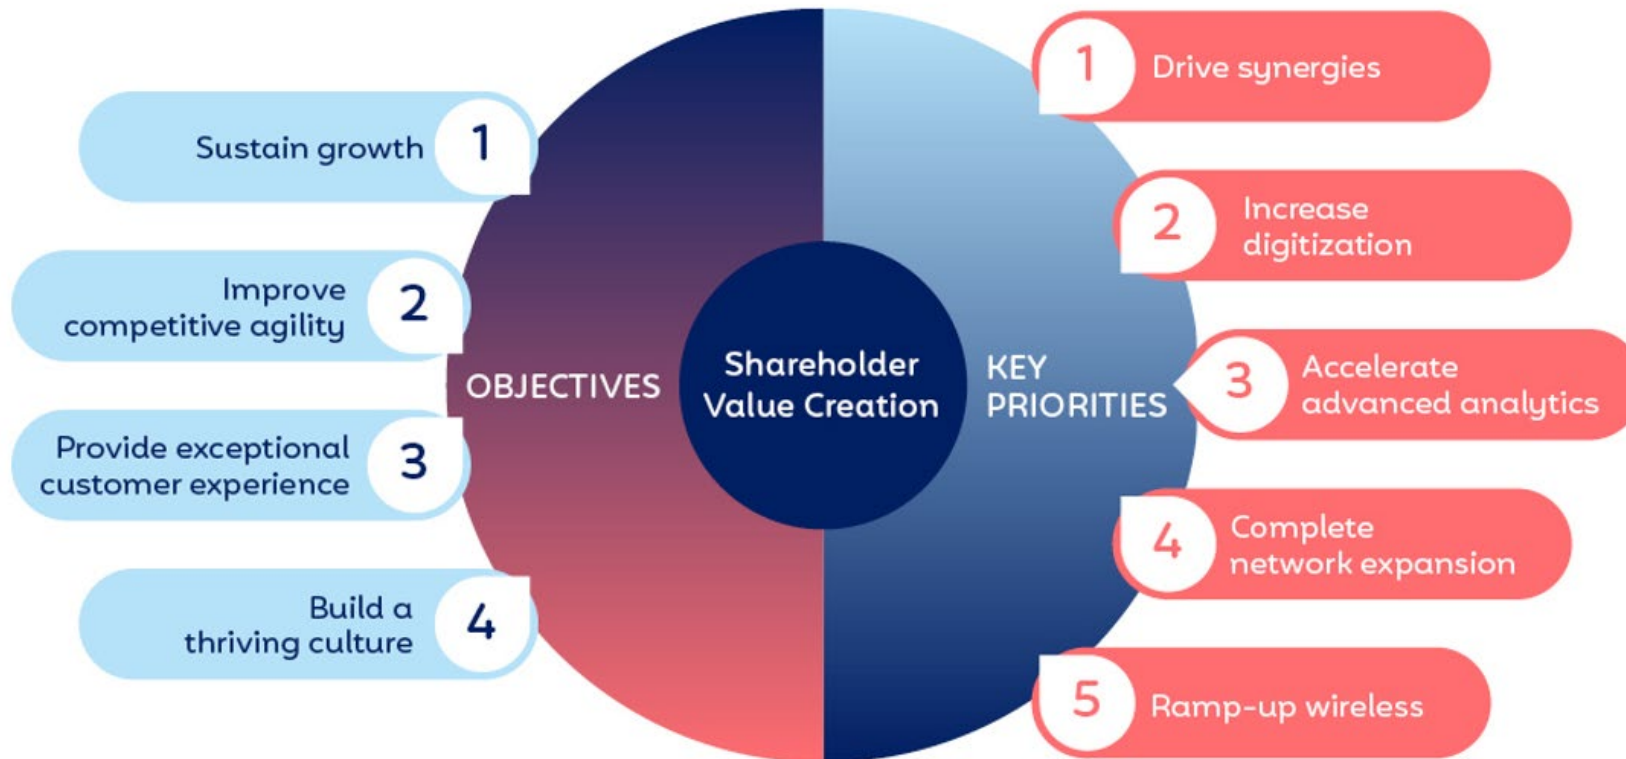 1
Sustain growth
2
Improve
competitive agility
3
Provide exceptional
customer experience
4
Build a
thriving culture
OBJECTIVES
Shareholder
Value Creation
KEY
PRIORITIES
1
Drive synergies
2
Increase
digitization
3
Accelerate
advanced analytics
4
Complete
network expansion
5
Ramp-up wireless